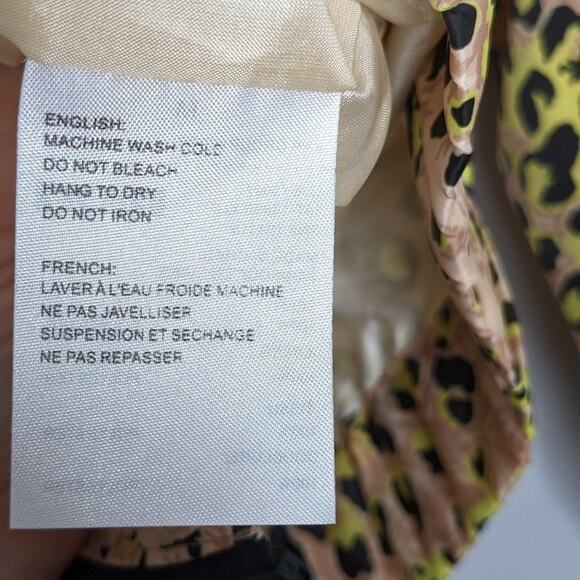 ENGLISH:
MACHINE WASH COLD
DO NOT BLEACH
HANG TO DRY
DO NOT IRON
FRENCH:
LAVER À L'EAU FROIDE MACHINE
NE PAS JAVELLISER
SUSPENSION ET SECHANGE
NE PAS REPASSER